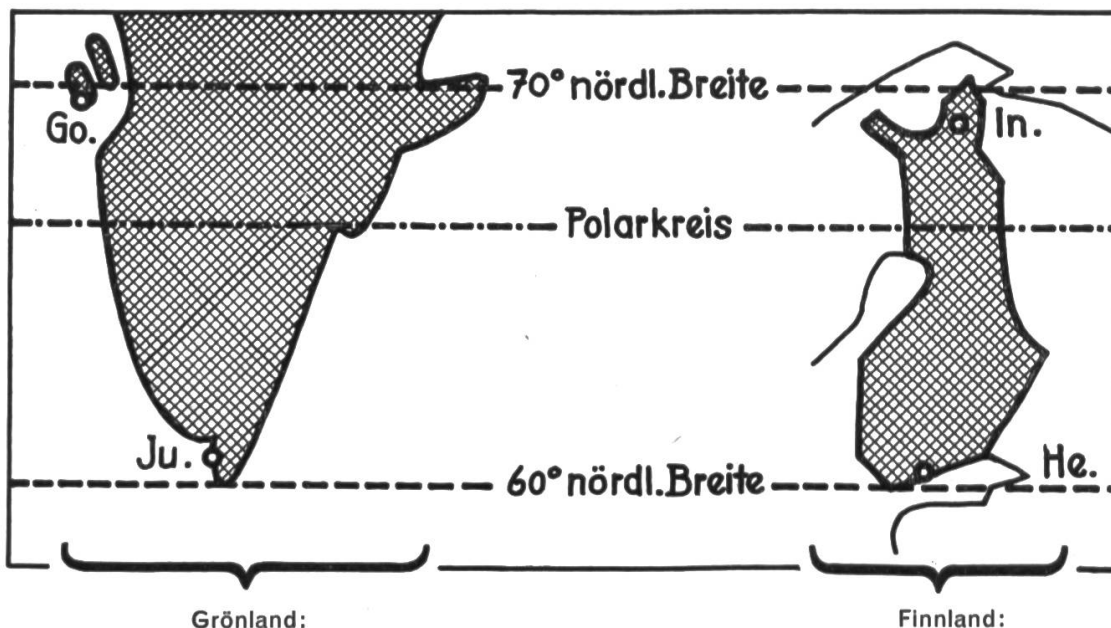 70° nördl.Breite
Go.
In.
Polarkreis
Ju.
60° nördl.Breite
He.
Grönland:
Finnland: